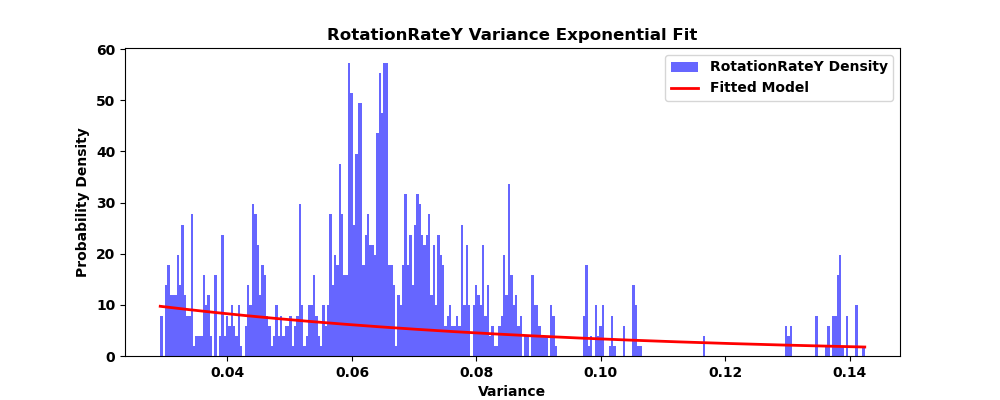 RotationRateY Variance Exponential Fit
RotationRateY Density
Fitted Model
Probability Density
60
50
40
30
20
10
0
0.04 0.06 0.08 0.10 0.12 0.14
Variance